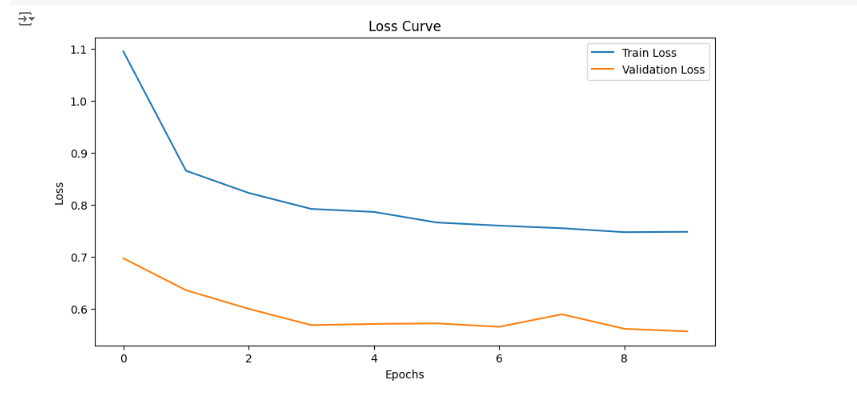 Loss Curve
Train Loss
Validation Loss
1.1
1.0
0.9
0.8
0.7
0.6
Loss
0 2 4 6 8
Epochs